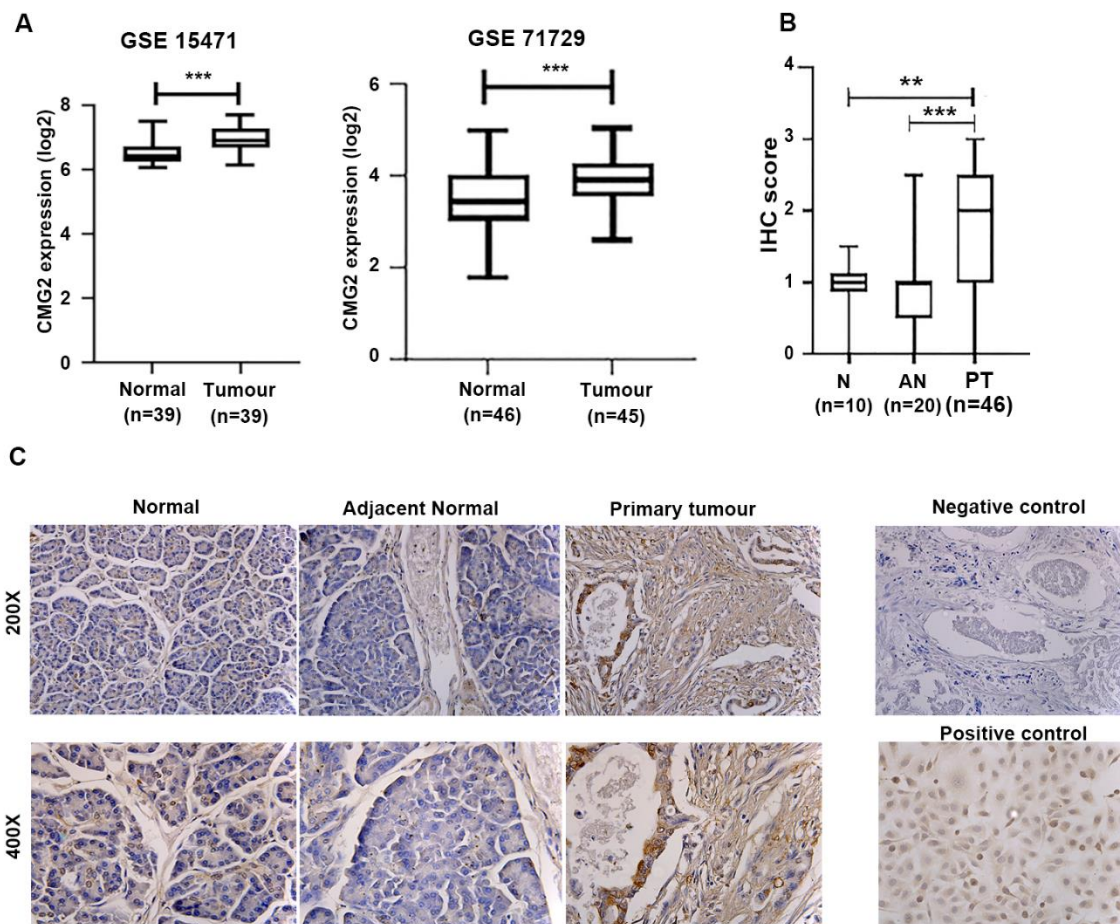 A
GSE 15471
***
CMG2 expression (log2)
8
6
4
2
0
Normal
(n=39)
Tumour
(n=39)
GSE 71729
***
CMG2 expression (log2)
6
4
2
0
Normal
(n=46)
Tumour
(n=45)
B
**
***
IHC score
4
3
2
1
0
N
(n=10)
AN
(n=20)
PT
(n=46)
C
Normal
Adjacent Normal
Primary tumour
Negative control
200X
Positive control
400X